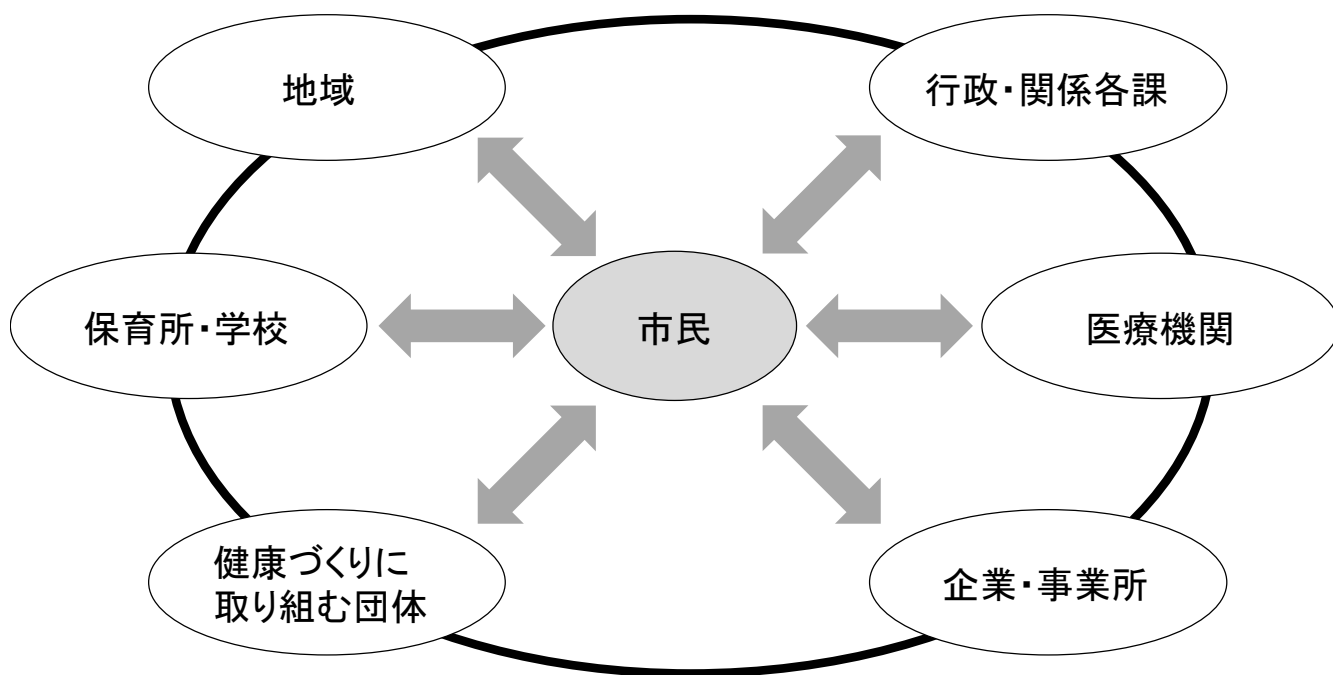 地域
行政・関係各課
保育所・学校
市民
医療機関
健康づくりに
取り組む団体
企業・事業所